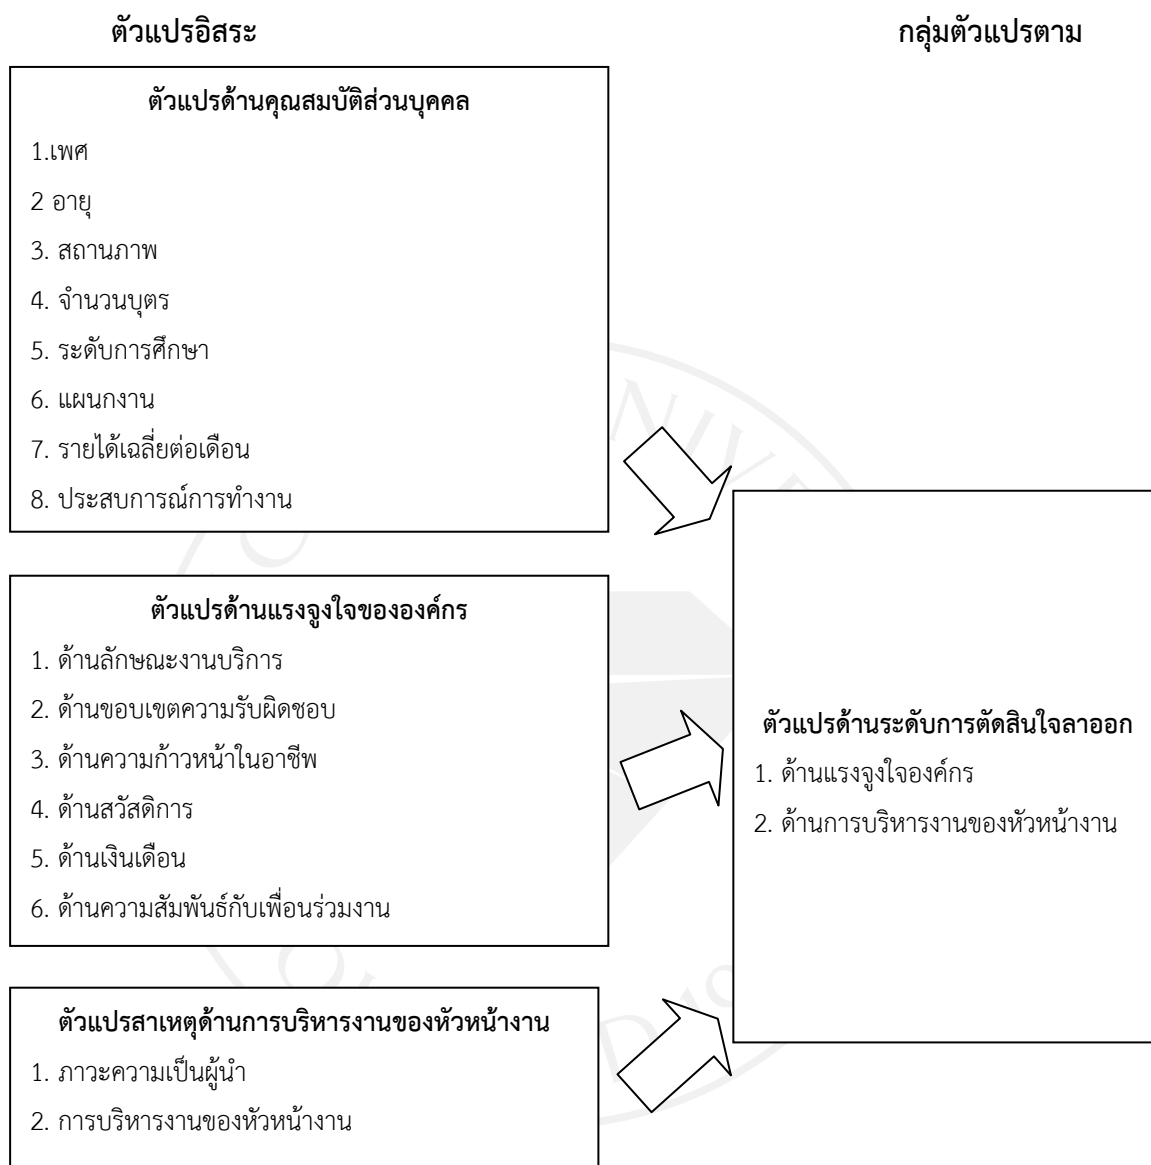 ตัวแปรอิสระ
กลุ่มตัวแปรตาม
ตัวแปรด้านคุณสมบัติส่วนบุคคล
1.เพศ
2 อายุ
3. สถานภาพ
4. จำนวนบุตร
5. ระดับการศึกษา
6. แผนกงาน
7. รายได้เฉลี่ยต่อเดือน
8. ประสบการณ์การทำงาน
ตัวแปรด้านแรงจูงใจขององค์กร
1. ด้านลักษณะงานบริการ
2. ด้านขอบเขตความรับผิดชอบ
3. ด้านความก้าวหน้าในอาชีพ
4. ด้านสวัสดิการ
5. ด้านเงินเดือน
6. ด้านความสัมพันธ์กับเพื่อนร่วมงาน
ตัวแปรสาเหตุด้านการบริหารงานของหัวหน้างาน
1. ภาวะความเป็นผู้นำ
2. การบริหารงานของหัวหน้างาน
ตัวแปรด้านระดับการตัดสินใจลาออก
1. ด้านแรงจูงใจองค์กร
2. ด้านการบริหารงานของหัวหน้างาน